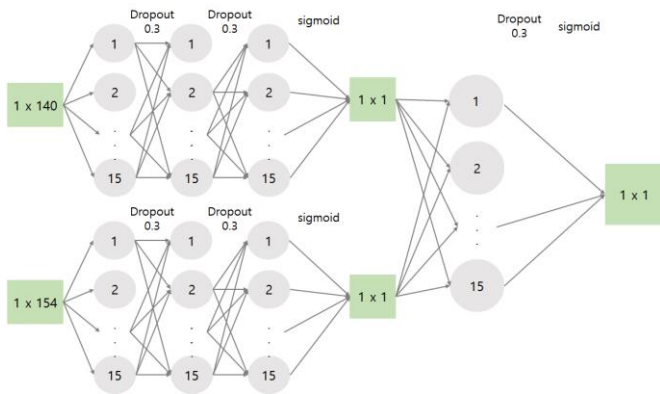 Dropout
0.3
Dropout
0.3
sigmoid
1 1 1
2 2 2
. . .
. . .
. . .
15 15 15
1 x 140
1 x 1
Dropout
0.3
Dropout
0.3
sigmoid
1 1 1
2 2 2
. . .
. . .
. . .
15 15 15
1 x 154
1 x 1
Dropout
0.3
sigmoid
1
2
.
.
.
15
1 x 1